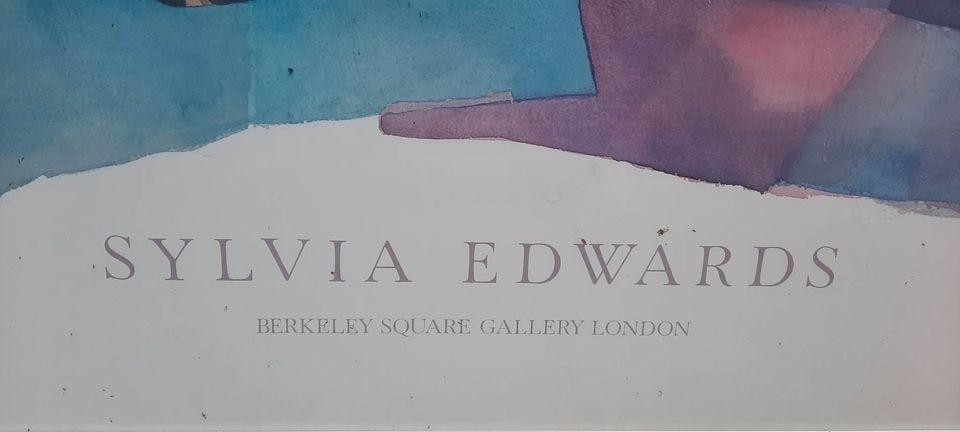 SYLVIA EDWARDS
BERKELEY SQUARE GALLERY LONDON